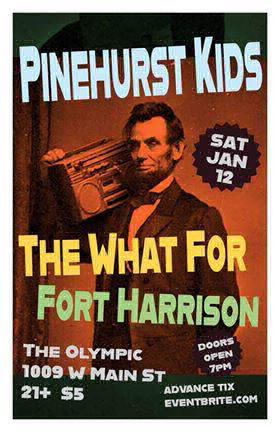 PINEHURST KIDS
SAT
JAN
12
THE WHAT FOR
FORT HARRISON
THE OLYMPIC
1009 W MAIN ST
21+ $5
DOORS
OPEN
7PM
ADVANCE TIX
EVENTBRITE.COM